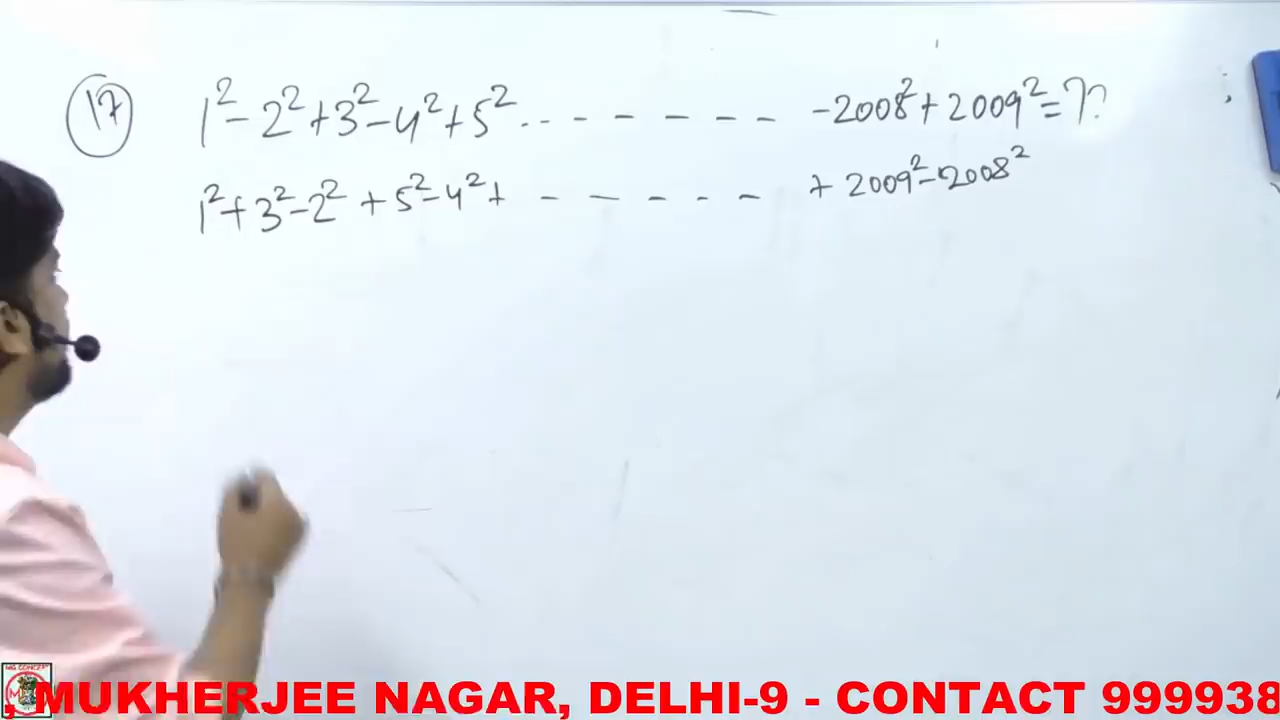 17 1² - 2² + 3² - 4² + 5² ... - - - - - - 2008² + 2009² = ??
1² + 3² - 2² + 5² - 4² + - - - - - + 2009² - 2008²
, MUKHERJEE NAGAR, DELHI-9 - CONTACT 999938